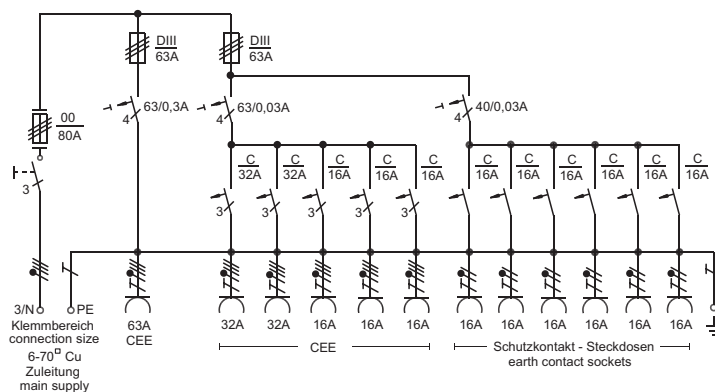 DIII
63A
DIII
63A
00
80A
63/0,3A
4
63/0,03A
4
40/0,03A
4
3
C
32A
C
32A
C
16A
C
16A
C
16A
C
16A
C
16A
C
16A
C
16A
C
16A
C
16A
3
3
3
3
3
3/N
PE
Klemmbereich
connection size
6-70□ Cu
Zuleitung
main supply
63A
CEE
32A
32A
16A
16A
16A
CEE
16A
16A
16A
16A
16A
16A
Schutzkontakt - Steckdosen
earth contact sockets